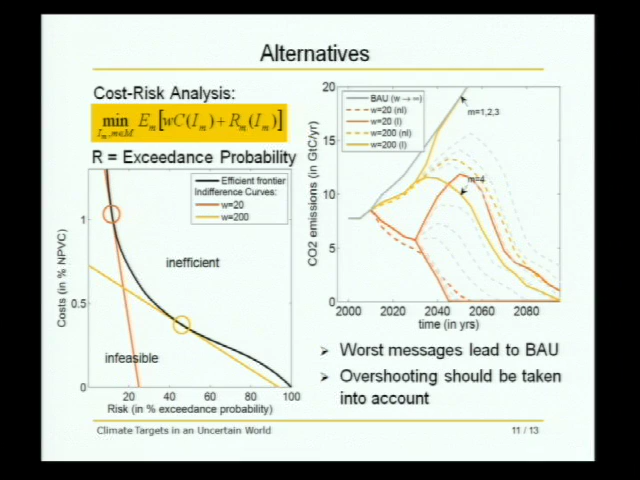 Alternatives
Cost-Risk Analysis:
min E_m [wC(I_m) + R_m(I_m)]
I_m, m∈M
R = Exceedance Probability
Efficient frontier
Indifference Curves:
w=20
w=200
inefficient
infeasible
Costs (in % NPVC)
1
0.5
0
20 40 60 80 100
Risk (in % exceedance probability)
BAU (w → ∞)
w=20 (nl)
w=20 (l)
w=200 (nl)
w=200 (l)
m=1,2,3
m=4
CO2 emissions (in GtC/yr)
20
15
10
5
0
2000 2020 2040 2060 2080
time (in yrs)
➢ Worst messages lead to BAU
➢ Overshooting should be taken
into account
Climate Targets in an Uncertain World
11 / 13